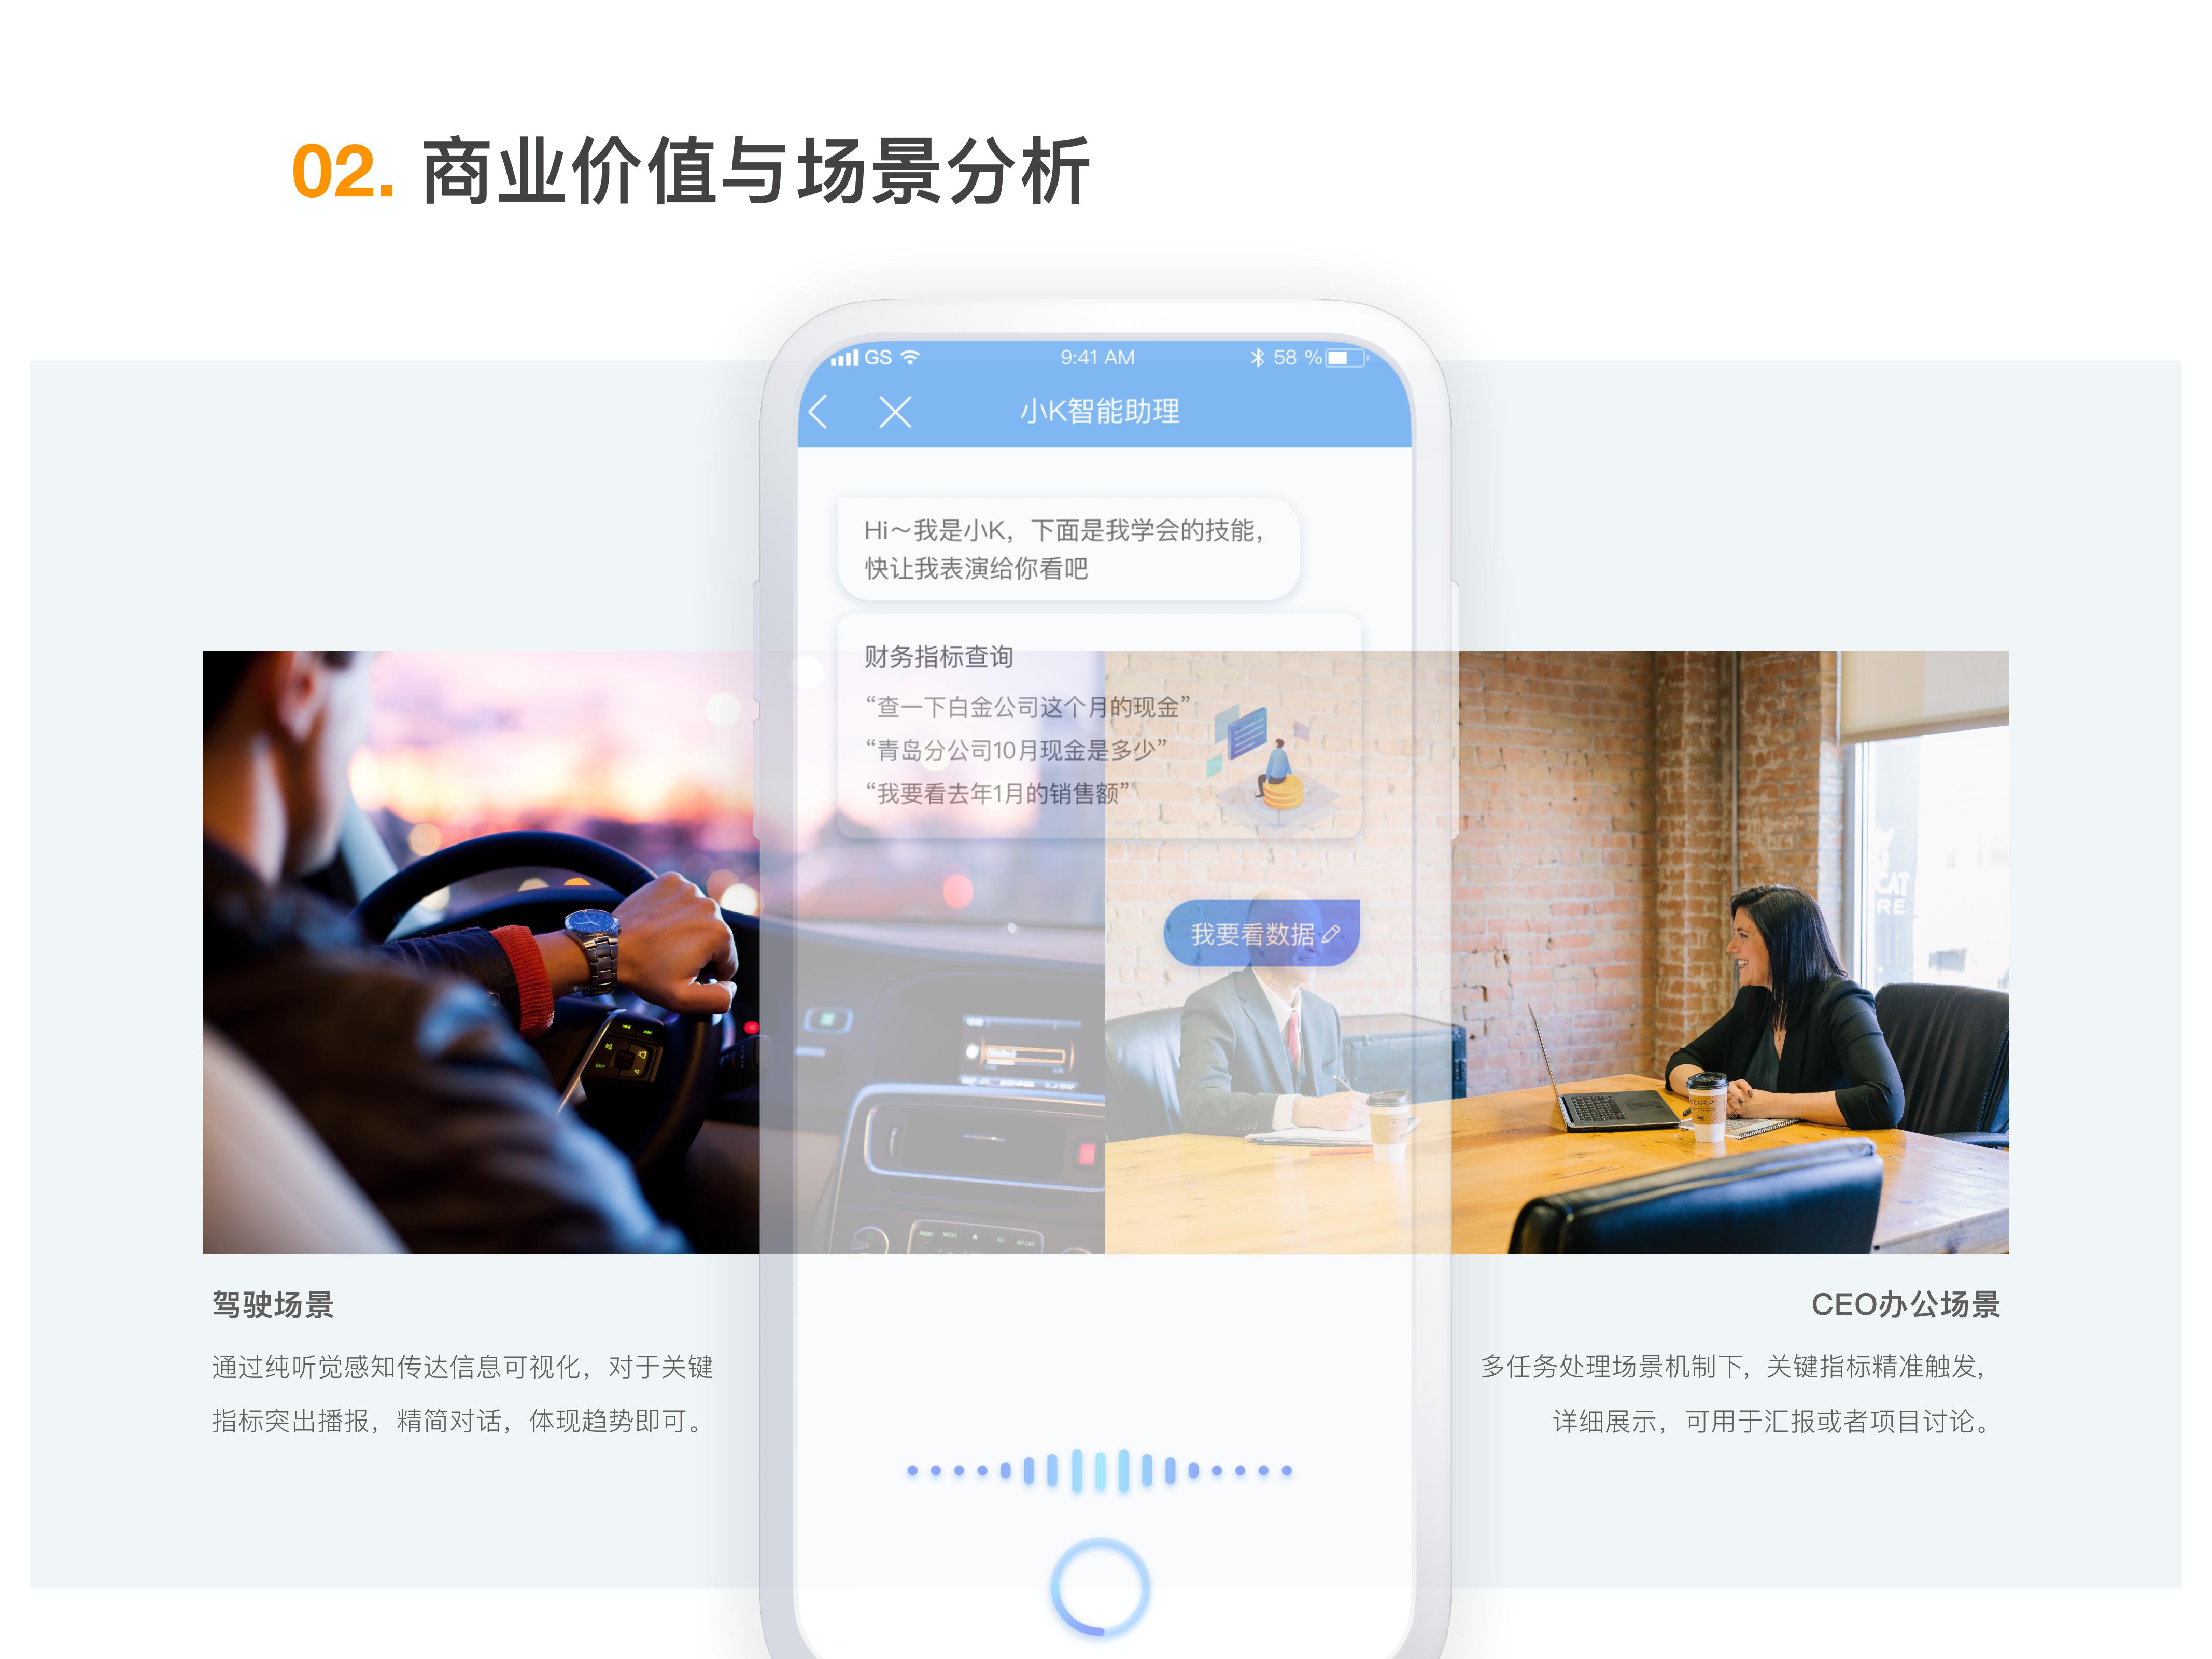 02. 商业价值与场景分析
GS 9:41 AM 58 %
小K智能助理
Hi～我是小K，下面是我学会的技能，
快让我表演给你看吧
财务指标查询
“查一下白金公司这个月的现金”
“青岛分公司10月现金是多少”
“我要看去年1月的销售额”
我要看数据
CAT
RE
驾驶场景
通过纯听觉感知传达信息可视化，对于关键
指标突出播报，精简对话，体现趋势即可。
CEO办公场景
多任务处理场景机制下，关键指标精准触发，
详细展示，可用于汇报或者项目讨论。